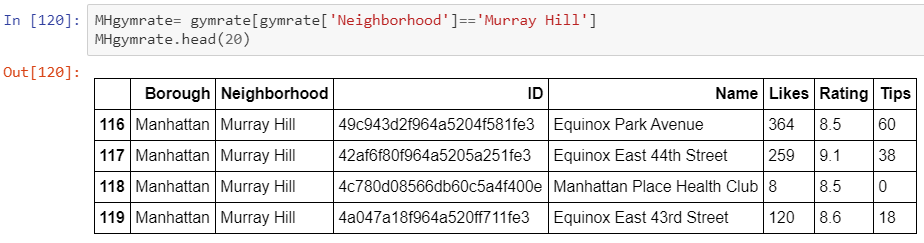 In [120]: MHgymrate= gymrate[gymrate['Neighborhood']=='Murray Hill']
MHgymrate.head(20)
Out[120]:
Borough Neighborhood ID Name Likes Rating Tips
116 Manhattan Murray Hill 49c943d2f964a5204f581fe3 Equinox Park Avenue 364 8.5 60
117 Manhattan Murray Hill 42af6f80f964a5205a251fe3 Equinox East 44th Street 259 9.1 38
118 Manhattan Murray Hill 4c780d08566db60c5a4f400e Manhattan Place Health Club 8 8.5 0
119 Manhattan Murray Hill 4a047a18f964a520ff711fe3 Equinox East 43rd Street 120 8.6 18